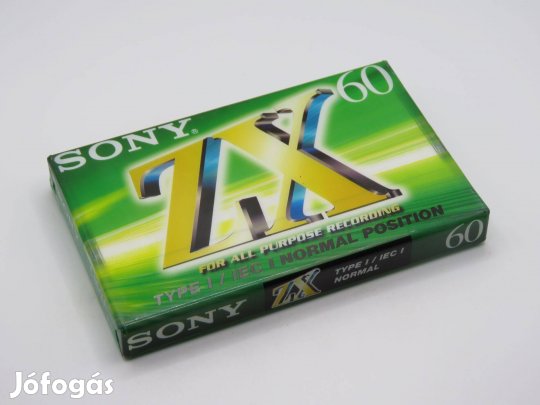 SONY®
ZX
60
FOR ALL PURPOSE RECORDING
TYPE I / IEC I NORMAL POSITION
SONY
ZX
TYPE I / IEC I
NORMAL
60
Jófogás